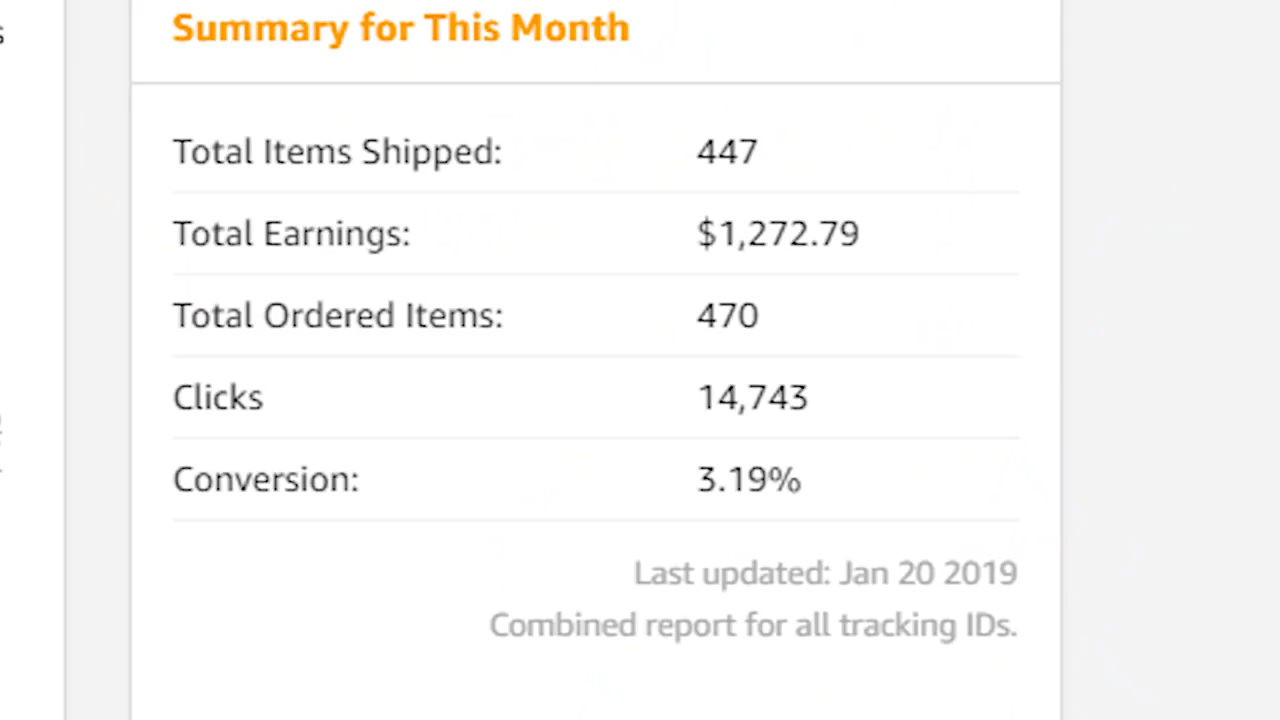 Summary for This Month
Total Items Shipped: 447
Total Earnings: $1,272.79
Total Ordered Items: 470
Clicks 14,743
Conversion: 3.19%
Last updated: Jan 20 2019
Combined report for all tracking IDs.